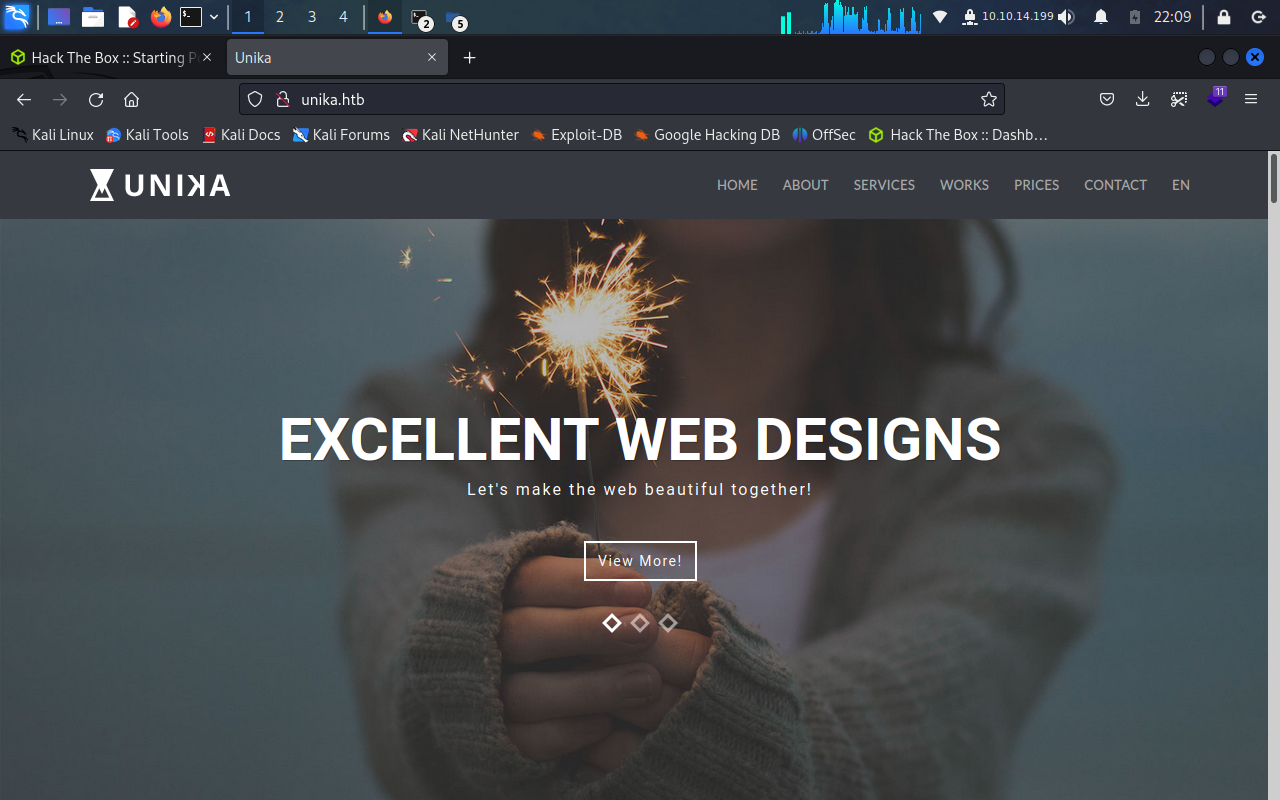 1 2 3 4 2 5 10.10.14.199 22:09
Hack The Box :: Starting P Unika
unika.htb 11
Kali Linux Kali Tools Kali Docs Kali Forums Kali NetHunter Exploit-DB Google Hacking DB OffSec Hack The Box :: Dashb…
UNIKA HOME ABOUT SERVICES WORKS PRICES CONTACT EN
EXCELLENT WEB DESIGNS
Let's make the web beautiful together!
View More!